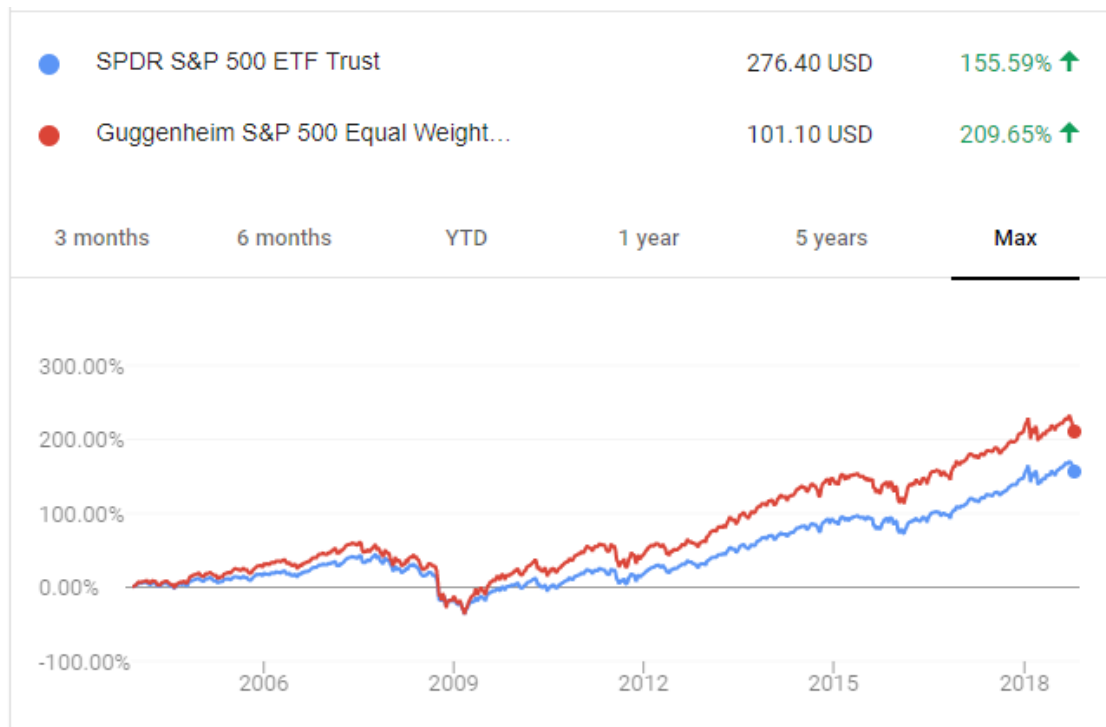 SPDR S&P 500 ETF Trust 276.40 USD 155.59%
Guggenheim S&P 500 Equal Weight… 101.10 USD 209.65%
3 months 6 months YTD 1 year 5 years Max
300.00%
200.00%
100.00%
0.00%
-100.00%
2006 2009 2012 2015 2018